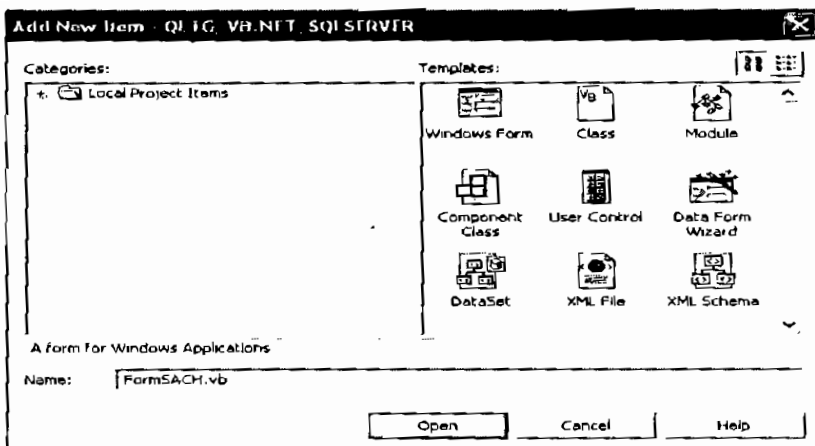 Add New Item - QLTG_VB.NET_SQLSERVER
Categories:
Templates:
Local Project Items
Windows Form
Class
Module
Component Class
User Control
Data Form Wizard
DataSet
XML File
XML Schema
A form for Windows Applications
Name:
FormSACH.vb
Open
Cancel
Help